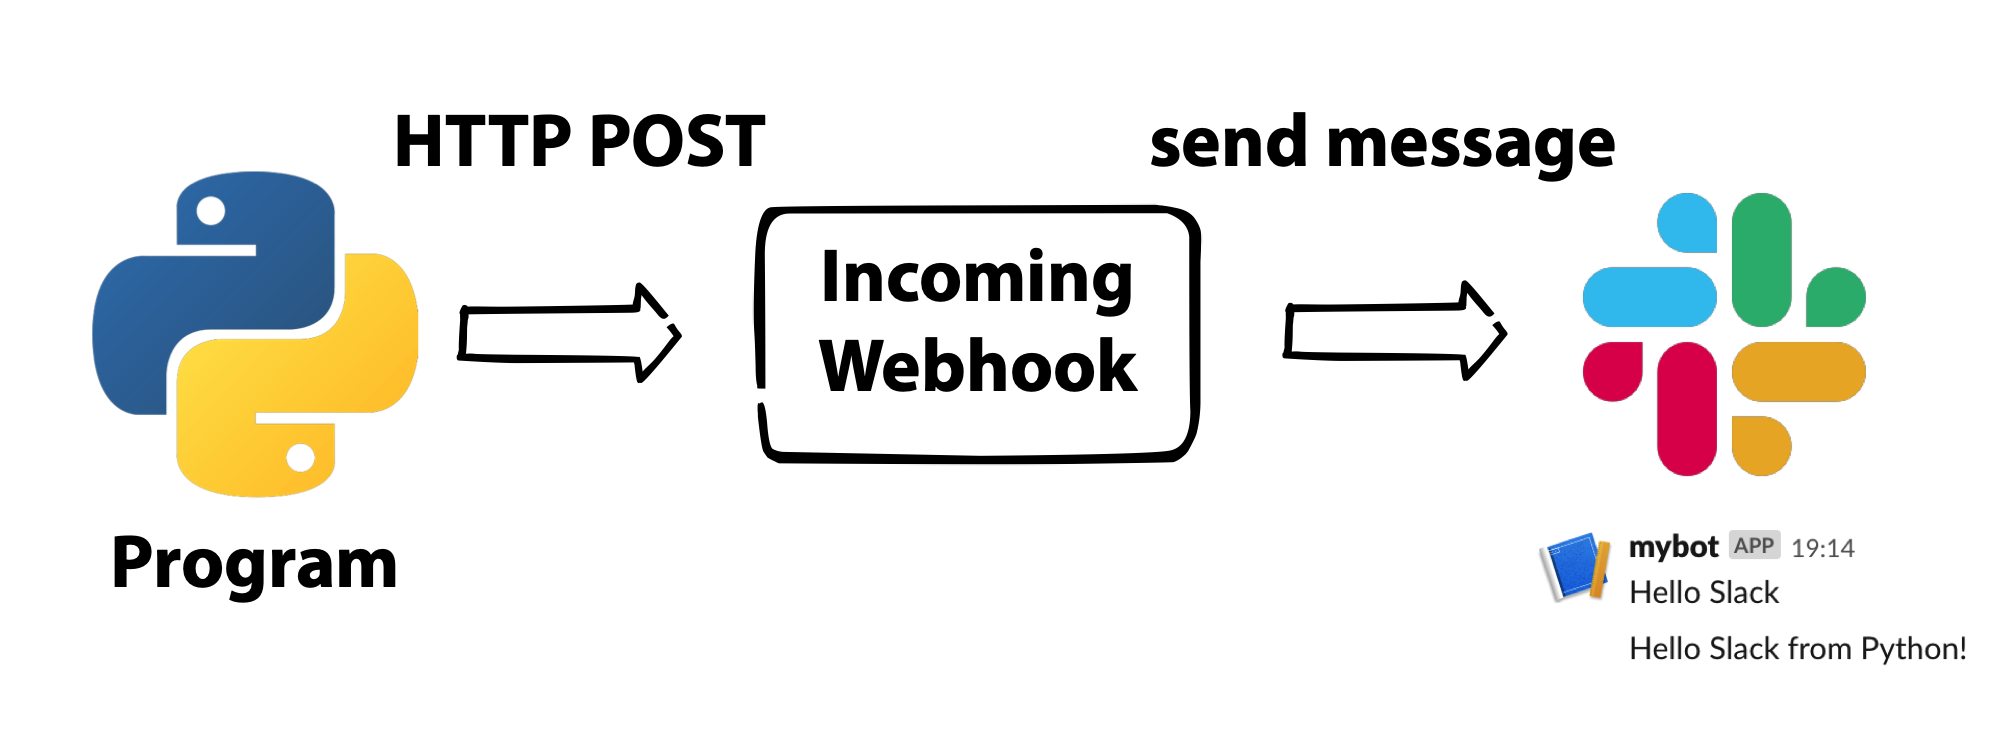 HTTP POST
send message
Incoming
Webhook
Program
mybot APP 19:14
Hello Slack
Hello Slack from Python!